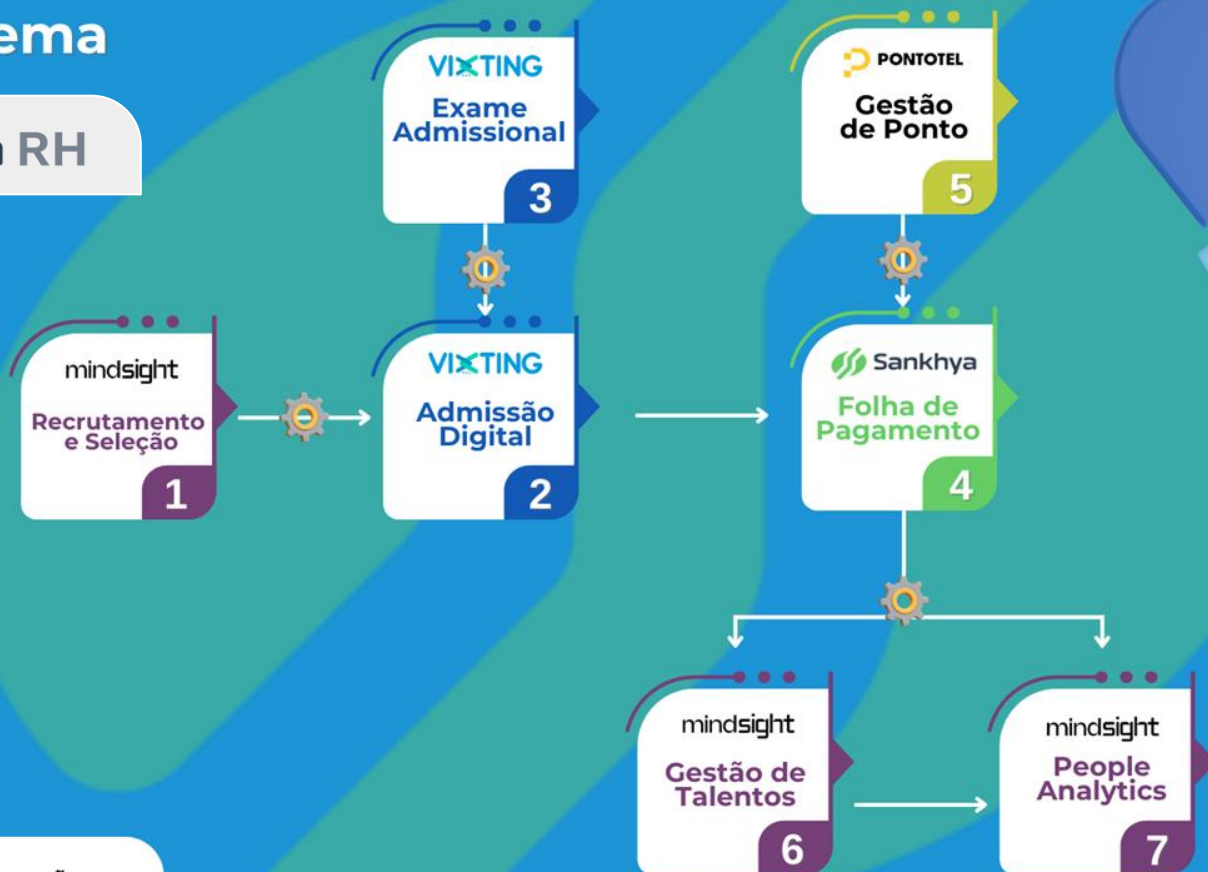 RH
VIXTING
Exame
Admissional
3
PONTOTEL
Gestão
de Ponto
5
mindsight
Recrutamento
e Seleção
1
VIXTING
Admissão
Digital
2
Sankhya
Folha de
Pagamento
4
mindsight
Gestão de
Talentos
6
mindsight
People
Analytics
7